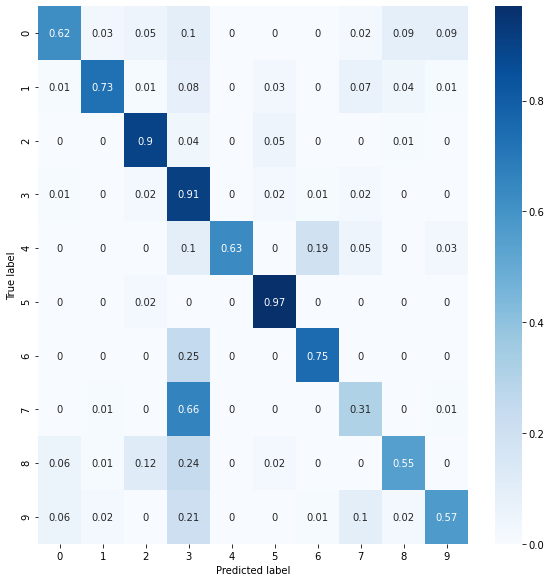 0 0.62 0.03 0.05 0.1 0 0 0 0.02 0.09 0.09
1 0.01 0.73 0.01 0.08 0 0.03 0 0.07 0.04 0.01
2 0 0 0.9 0.04 0 0.05 0 0 0.01 0
3 0.01 0 0.02 0.91 0 0.02 0.01 0.02 0 0
4 0 0 0 0.1 0.63 0 0.19 0.05 0 0.03
5 0 0 0.02 0 0 0.97 0 0 0 0
6 0 0 0 0.25 0 0 0.75 0 0 0
7 0 0.01 0 0.66 0 0 0 0.31 0 0.01
8 0.06 0.01 0.12 0.24 0 0.02 0 0 0.55 0
9 0.06 0.02 0 0.21 0 0 0.01 0.1 0.02 0.57
0 1 2 3 4 5 6 7 8 9
Predicted label
True label
0.8
0.6
0.4
0.2
0.0